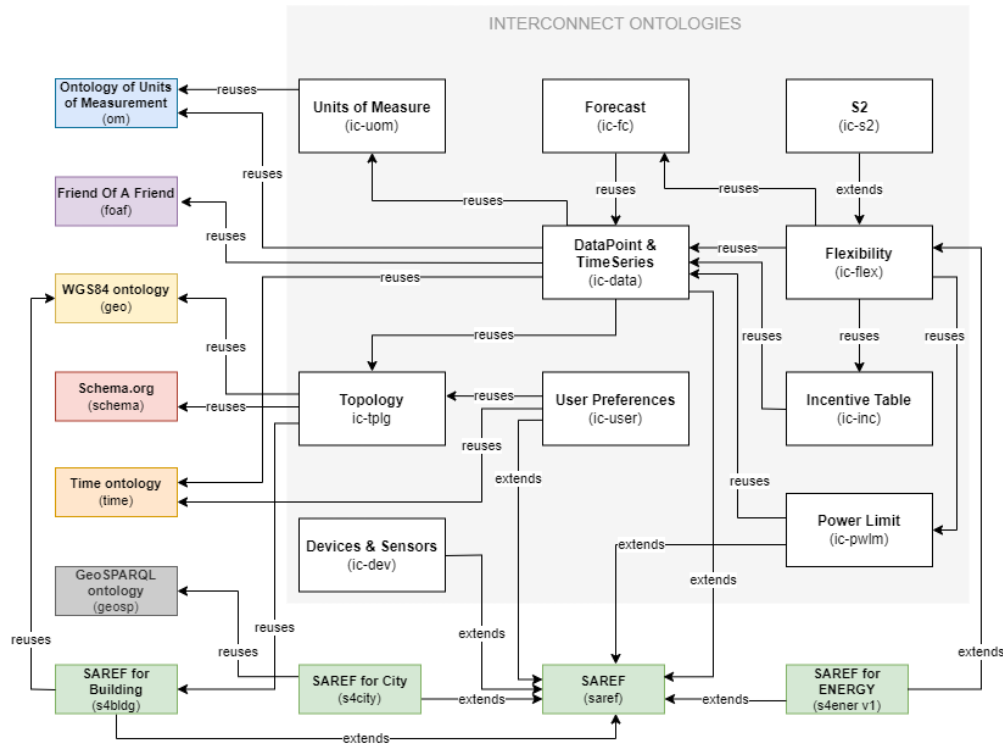 INTERCONNECT ONTOLOGIES
Ontology of Units
of Measurement
(om)
reuses
Units of Measure
(ic-uom)
Forecast
(ic-fc)
S2
(ic-s2)
reuses
reuses
reuses
extends
Friend Of A Friend
(foaf)
reuses
reuses
DataPoint &
TimeSeries
(ic-data)
reuses
Flexibility
(ic-flex)
reuses
WGS84 ontology
(geo)
reuses
reuses
reuses
reuses
reuses
reuses
Schema.org
(schema)
reuses
Topology
ic-tplg
reuses
User Preferences
(ic-user)
Incentive Table
(ic-inc)
reuses
extends
Time ontology
(time)
reuses
Power Limit
(ic-pwlm)
Devices & Sensors
(ic-dev)
extends
GeoSPARQL
ontology
(geosp)
extends
reuses
reuses
extends
reuses
extends
SAREF for
Building
(s4bldg)
SAREF for City
(s4city)
extends
SAREF
(saref)
extends
SAREF for
ENERGY
(s4ener v1)
extends